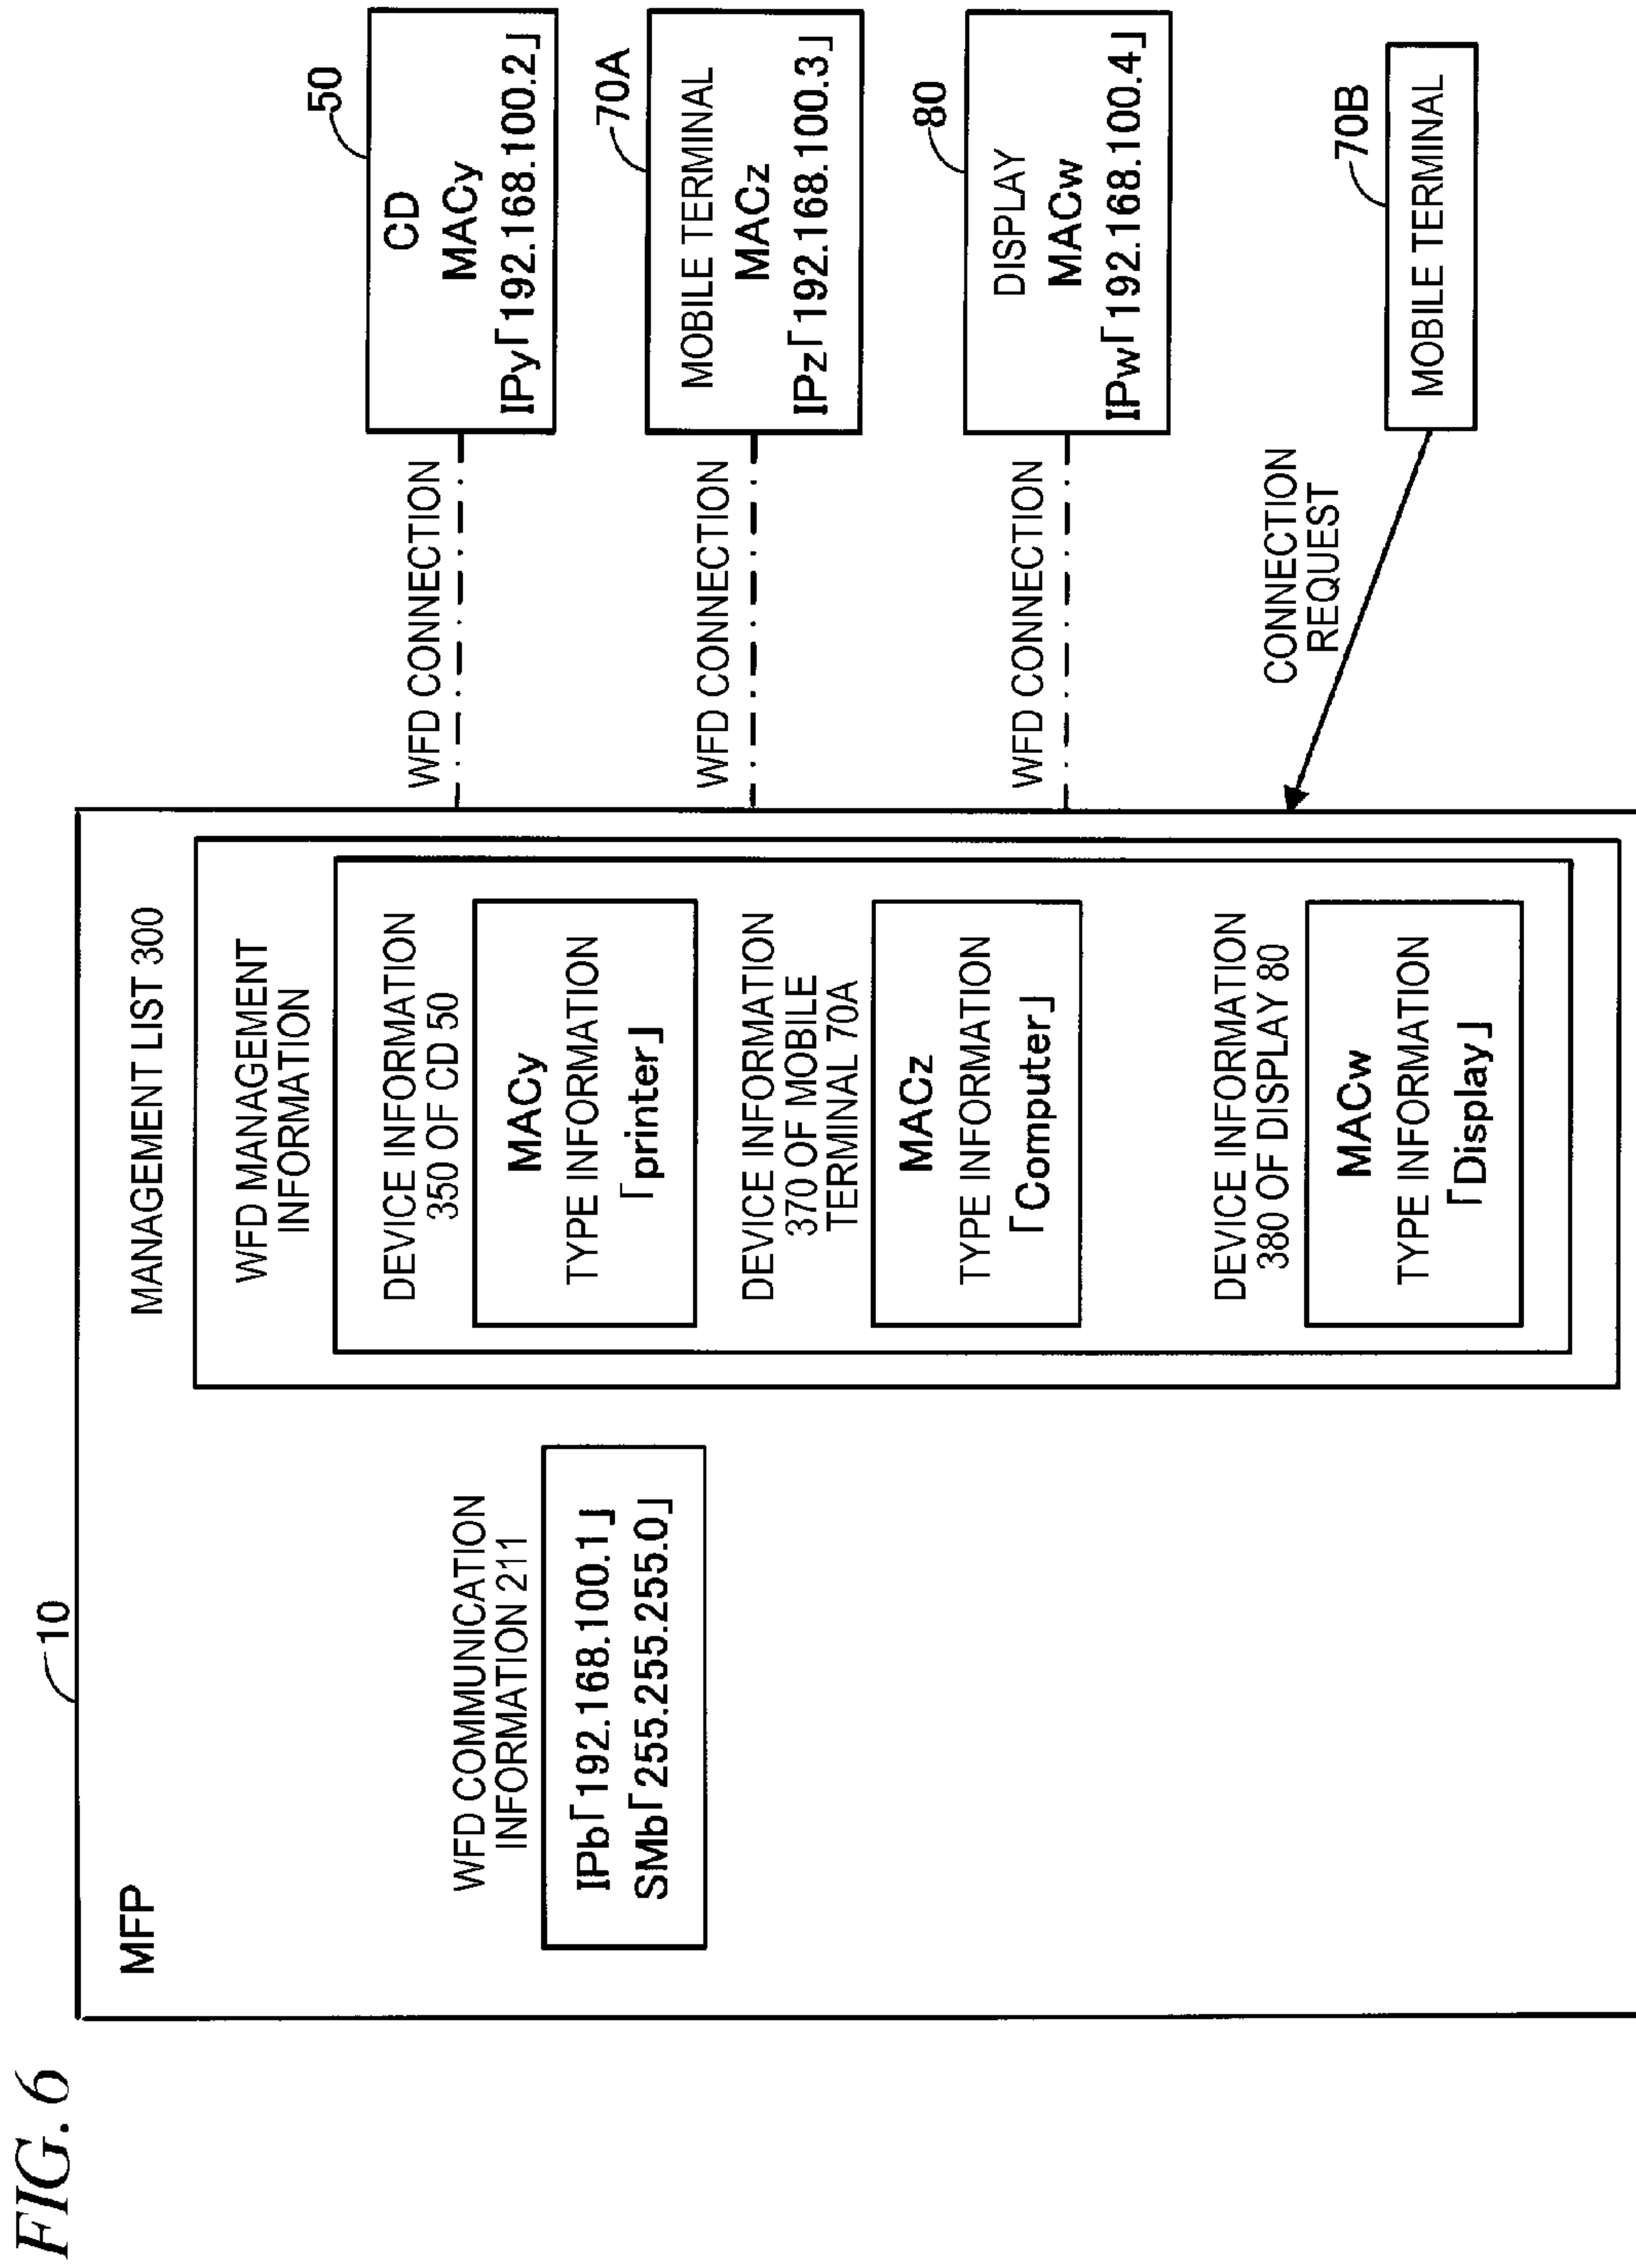 FIG. 6
10
MFP
WFD COMMUNICATION
INFORMATION 211
IPb「192.168.100.1」
SMb「255.255.255.0」
MANAGEMENT LIST 300
WFD MANAGEMENT
INFORMATION
DEVICE INFORMATION
350 OF CD 50
MACy
TYPE INFORMATION
「printer」
DEVICE INFORMATION
370 OF MOBILE
TERMINAL 70A
MACz
TYPE INFORMATION
「Computer」
DEVICE INFORMATION
380 OF DISPLAY 80
MACw
TYPE INFORMATION
「Display」
WFD CONNECTION
WFD CONNECTION
WFD CONNECTION
CONNECTION
REQUEST
50
CD
MACy
IPy「192.168.100.2」
70A
MOBILE TERMINAL
MACz
IPz「192.168.100.3」
80
DISPLAY
MACw
IPw「192.168.100.4」
70B
MOBILE TERMINAL